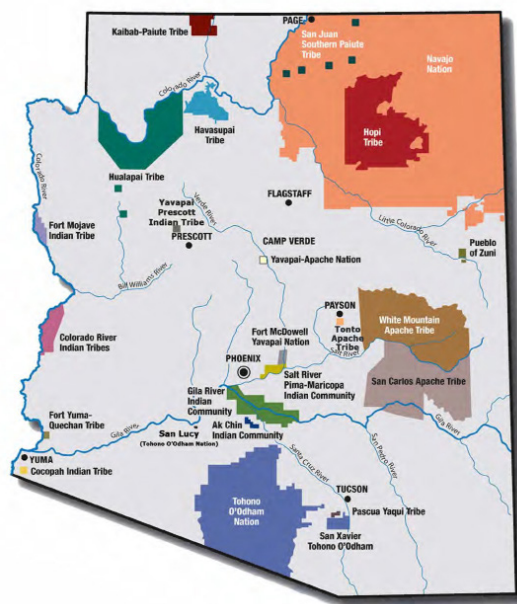 Kaibab-Paiute Tribe
PAGE
San Juan
Southern Paiute
Tribe
Navajo
Nation
Colorado River
Havasupai
Tribe
Hopi
Tribe
Hualapai Tribe
Colorado River
Fort Mojave
Indian Tribe
Yavapai
Prescott
Indian Tribe
PRESCOTT
Verde River
FLAGSTAFF
Little Colorado River
Pueblo
of Zuni
CAMP VERDE
Yavapai-Apache Nation
Bill Williams River
Colorado River
Indian Tribes
PAYSON
Tonto
Apache
Tribe
White Mountain
Apache Tribe
Fort McDowell
Yavapai Nation
Salt River
PHOENIX
Salt River
Pima-Maricopa
Indian Community
San Carlos Apache Tribe
Gila River
Indian
Community
Ak Chin
Indian Community
Fort Yuma-
Quechan Tribe
Gila River
San Lucy
(Tohono O'Odham Nation)
Gila River
YUMA
Cocopah Indian Tribe
Santa Cruz River
San Pedro River
TUCSON
Tohono
O'Odham
Nation
Pascua Yaqui Tribe
San Xavier
Tohono O'Odham